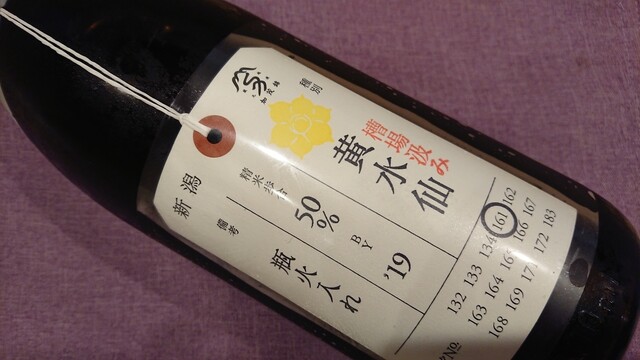 加茂錦
種別
槽場汲み
黄水仙
新潟
精米歩合
50%
BY
'19
備考
瓶火入れ
132 133 134 161 162
163 164 166 167
168 169 172 183